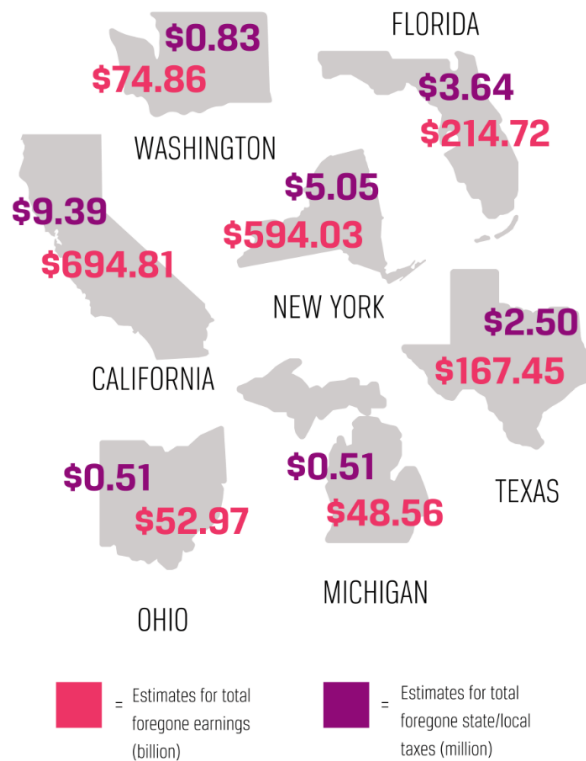 FLORIDA
$0.83
$74.86
WASHINGTON
$3.64
$214.72
$9.39
$694.81
CALIFORNIA
$5.05
$594.03
NEW YORK
$2.50
$167.45
TEXAS
$0.51
$52.97
OHIO
$0.51
$48.56
MICHIGAN
= Estimates for total
foregone earnings
(billion)
= Estimates for total
foregone state/local
taxes (million)